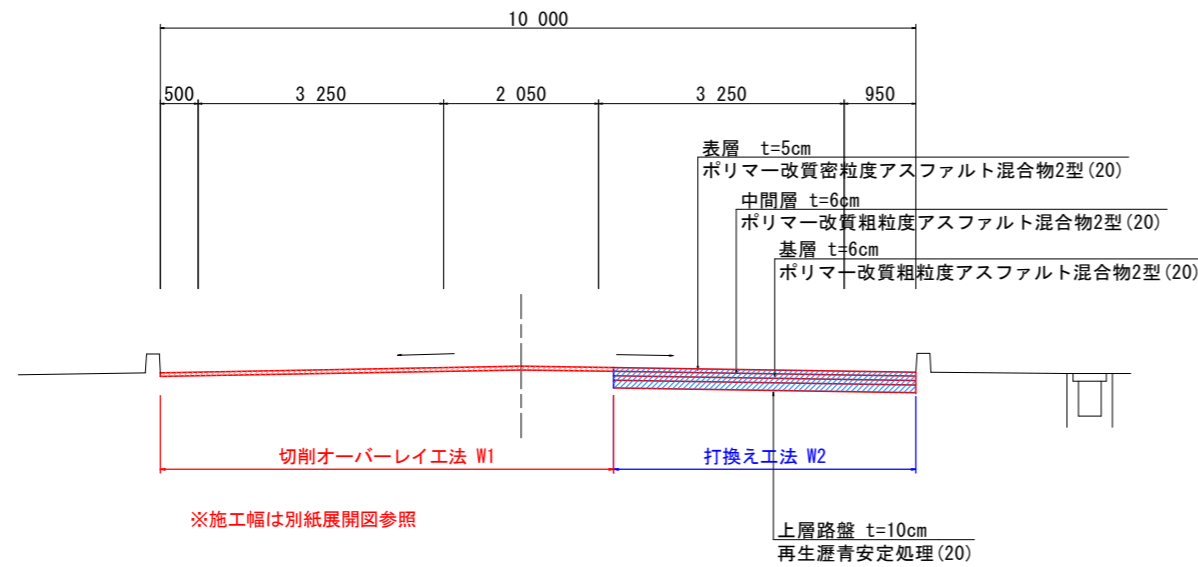 10 000
500
3 250
2 050
3 250
950
表層 t=5cm
ポリマー改質密粒度アスファルト混合物2型(20)
中間層 t=6cm
ポリマー改質粗粒度アスファルト混合物2型(20)
基層 t=6cm
ポリマー改質粗粒度アスファルト混合物2型(20)
切削オーバーレイ工法 W1
打換え工法 W2
※施工幅は別紙展開図参照
上層路盤 t=10cm
再生瀝青安定処理(20)